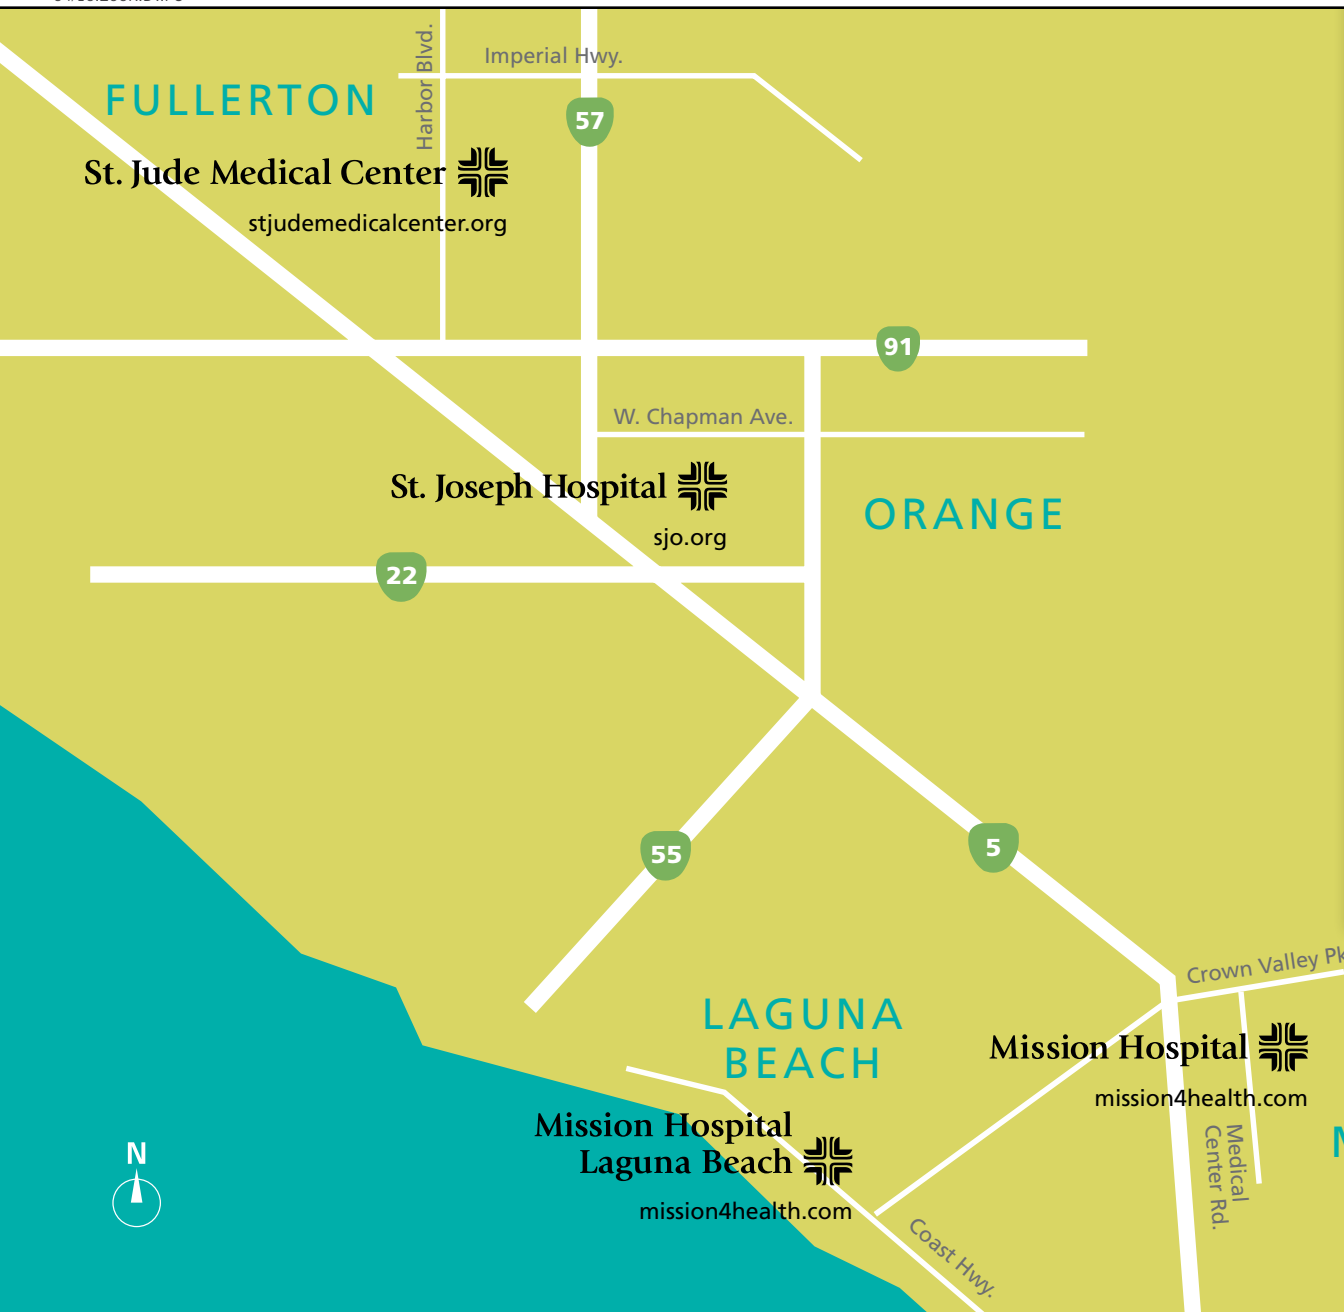 Harbor Blvd.
Imperial Hwy.
FULLERTON
57
St. Jude Medical Center
stjudemedicalcenter.org
91
W. Chapman Ave.
St. Joseph Hospital
ORANGE
sjo.org
22
55
5
Crown Valley Pk
LAGUNA
BEACH
Mission Hospital
mission4health.com
Mission Hospital
Laguna Beach
mission4health.com
Medical
Center Rd.
N
Coast Hwy.